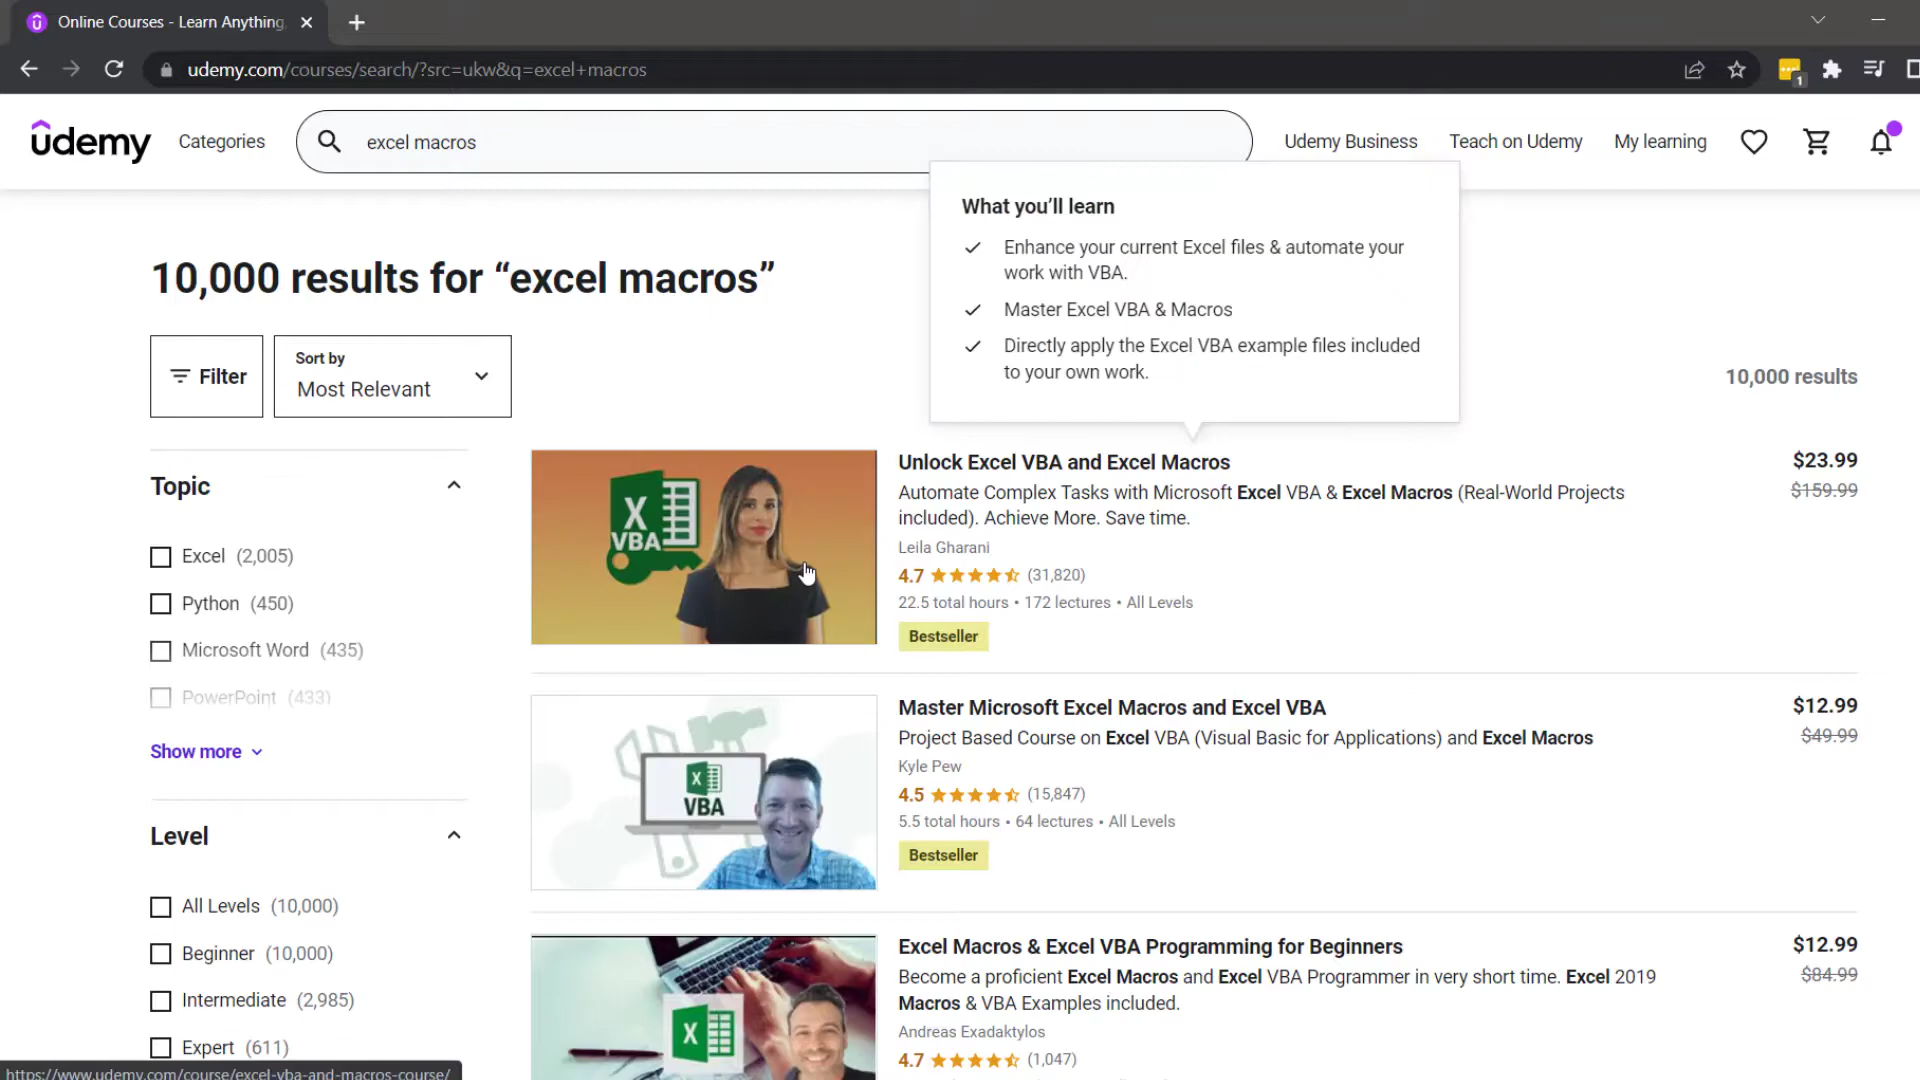 Online Courses - Learn Anything,
udemy.com/courses/search/?src=ukw&q=excel+macros
1
udemy
Categories
excel macros
Udemy Business
Teach on Udemy
My learning
What you'll learn
Enhance your current Excel files & automate your
work with VBA.
Master Excel VBA & Macros
Directly apply the Excel VBA example files included
to your own work.
10,000 results for “excel macros”
Filter
Sort by
Most Relevant
10,000 results
Topic
Excel (2,005)
Python (450)
Microsoft Word (435)
PowerPoint (433)
Show more
Level
All Levels (10,000)
Beginner (10,000)
Intermediate (2,985)
Expert (611)
X
VBA
Unlock Excel VBA and Excel Macros
$23.99
Automate Complex Tasks with Microsoft Excel VBA & Excel Macros (Real-World Projects
$159.99
included). Achieve More. Save time.
Leila Gharani
4.7 (31,820)
22.5 total hours • 172 lectures • All Levels
Bestseller
X
VBA
Master Microsoft Excel Macros and Excel VBA
$12.99
Project Based Course on Excel VBA (Visual Basic for Applications) and Excel Macros
$49.99
Kyle Pew
4.5 (15,847)
5.5 total hours • 64 lectures • All Levels
Bestseller
X
Excel Macros & Excel VBA Programming for Beginners
$12.99
Become a proficient Excel Macros and Excel VBA Programmer in very short time. Excel 2019
$84.99
Macros & VBA Examples included.
Andreas Exadaktylos
4.7 (1,047)
https://www.udemy.com/course/excel-vba-and-macros-course/